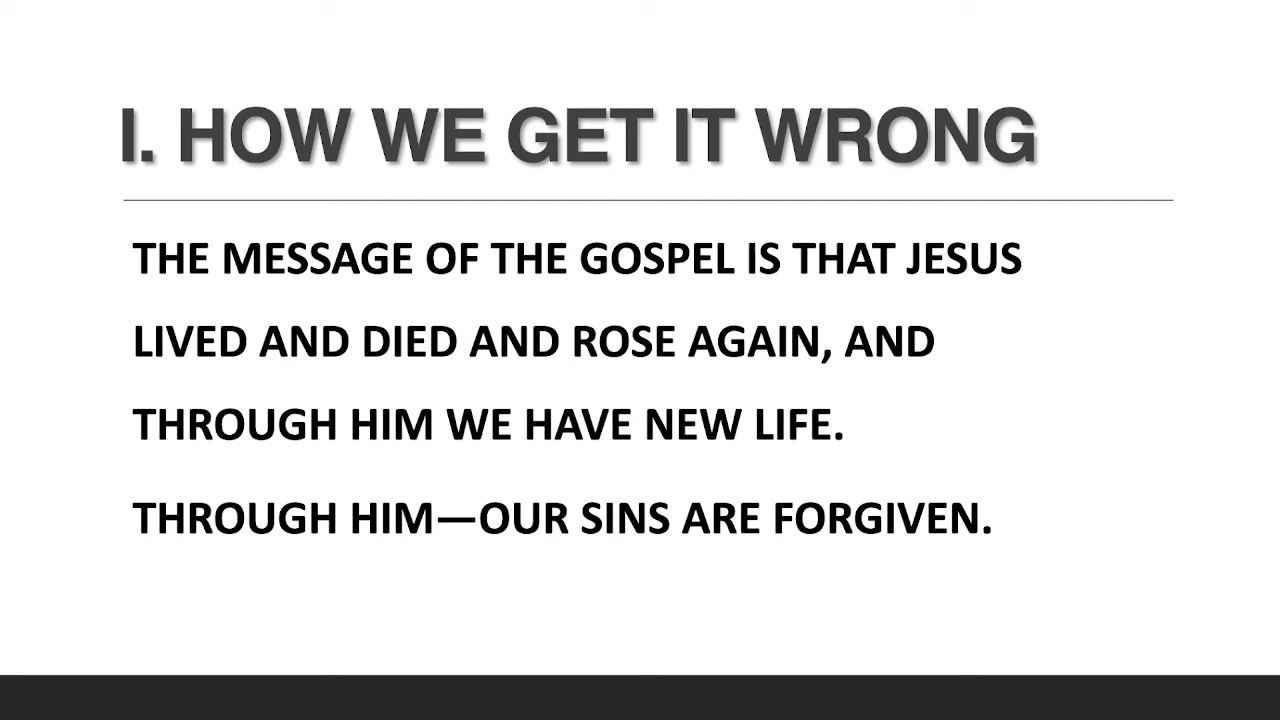 I. HOW WE GET IT WRONG
THE MESSAGE OF THE GOSPEL IS THAT JESUS
LIVED AND DIED AND ROSE AGAIN, AND
THROUGH HIM WE HAVE NEW LIFE.
THROUGH HIM—OUR SINS ARE FORGIVEN.